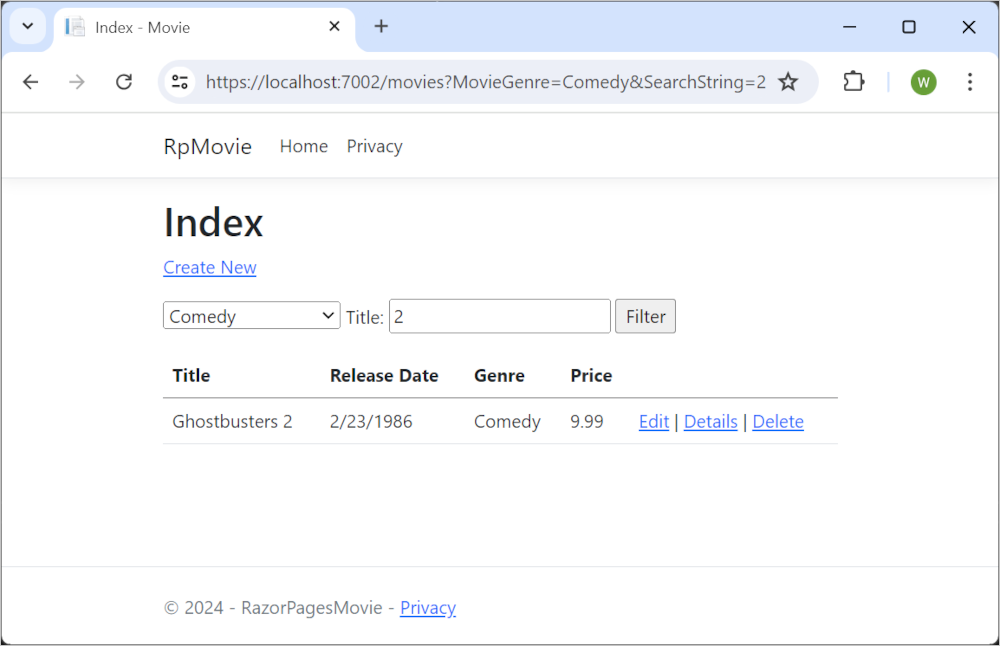 Index - Movie
https://localhost:7002/movies?MovieGenre=Comedy&SearchString=2
W
RpMovie Home Privacy
Index
Create New
Comedy Title: 2 Filter
Title Release Date Genre Price
Ghostbusters 2 2/23/1986 Comedy 9.99 Edit | Details | Delete
© 2024 - RazorPagesMovie - Privacy